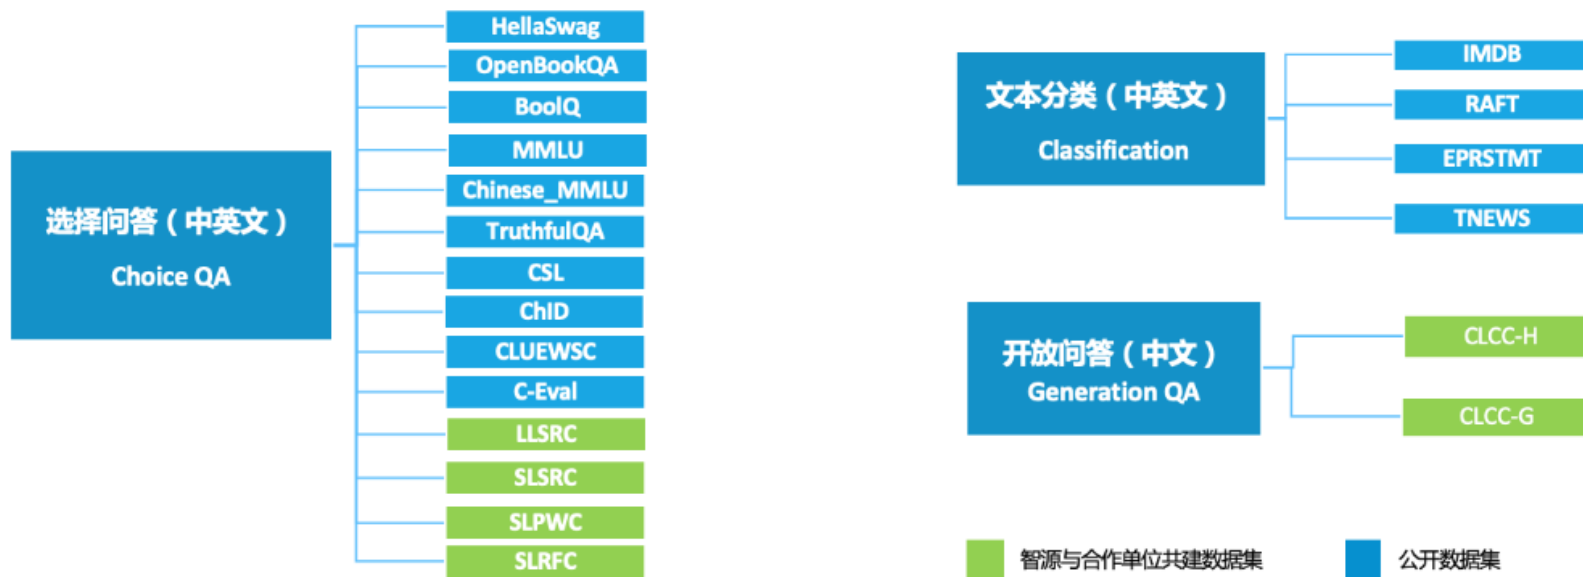 选择问答（中英文）
Choice QA
HellaSwag
OpenBookQA
BoolQ
MMLU
Chinese_MMLU
TruthfulQA
CSL
ChID
CLUEWSC
C-Eval
LLSRC
SLSRC
SLPWC
SLRFC
文本分类（中英文）
Classification
IMDB
RAFT
EPRSTMT
TNEWS
开放问答（中文）
Generation QA
CLCC-H
CLCC-G
智源与合作单位共建数据集
公开数据集